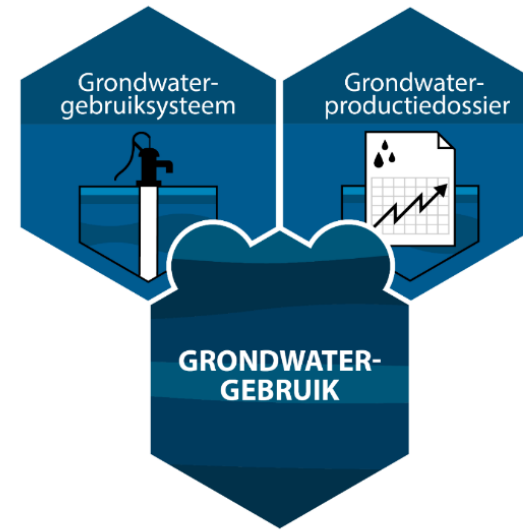 Grondwater-
gebruiksysteem
Grondwater-
productiedossier
GRONDWATER-
GEBRUIK